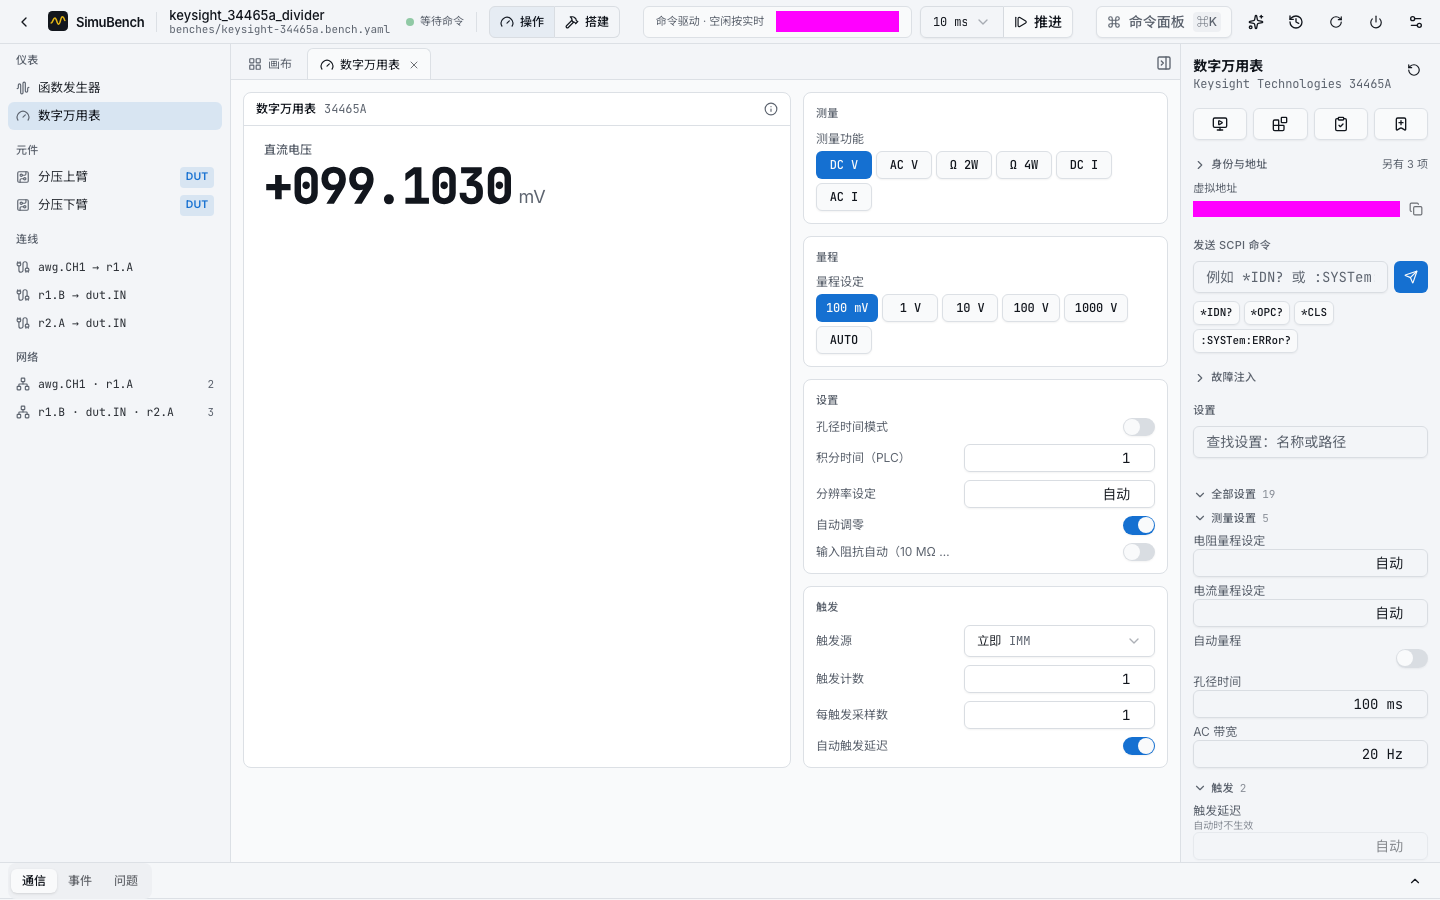 SimuBench
keysight_34465a_divider
benches/keysight-34465a.bench.yaml
等待命令
操作
搭建
命令驱动 · 空闲按实时
10 ms
推进
⌘ 命令面板 ⌘K
仪表
函数发生器
数字万用表
元件
分压上臂 DUT
分压下臂 DUT
连线
awg.CH1 → r1.A
r1.B → dut.IN
r2.A → dut.IN
网络
awg.CH1 · r1.A 2
r1.B · dut.IN · r2.A 3
画布
数字万用表
数字万用表 34465A
直流电压
+099.1030 mV
测量
测量功能
DC V
AC V
Ω 2W
Ω 4W
DC I
AC I
量程
量程设定
100 mV
1 V
10 V
100 V
1000 V
AUTO
设置
孔径时间模式
积分时间（PLC） 1
分辨率设定 自动
自动调零
输入阻抗自动（10 MΩ ...
触发
触发源 立即 IMM
触发计数 1
每触发采样数 1
自动触发延迟
数字万用表
Keysight Technologies 34465A
身份与地址 另有 3 项
虚拟地址
发送 SCPI 命令
例如 *IDN? 或 :SYSTem
*IDN?
*OPC?
*CLS
:SYSTem:ERRor?
故障注入
设置
查找设置：名称或路径
全部设置 19
测量设置 5
电阻量程设定
自动
电流量程设定
自动
自动量程
孔径时间
100 ms
AC 带宽
20 Hz
触发 2
触发延迟
自动时不生效
自动
通信
事件
问题